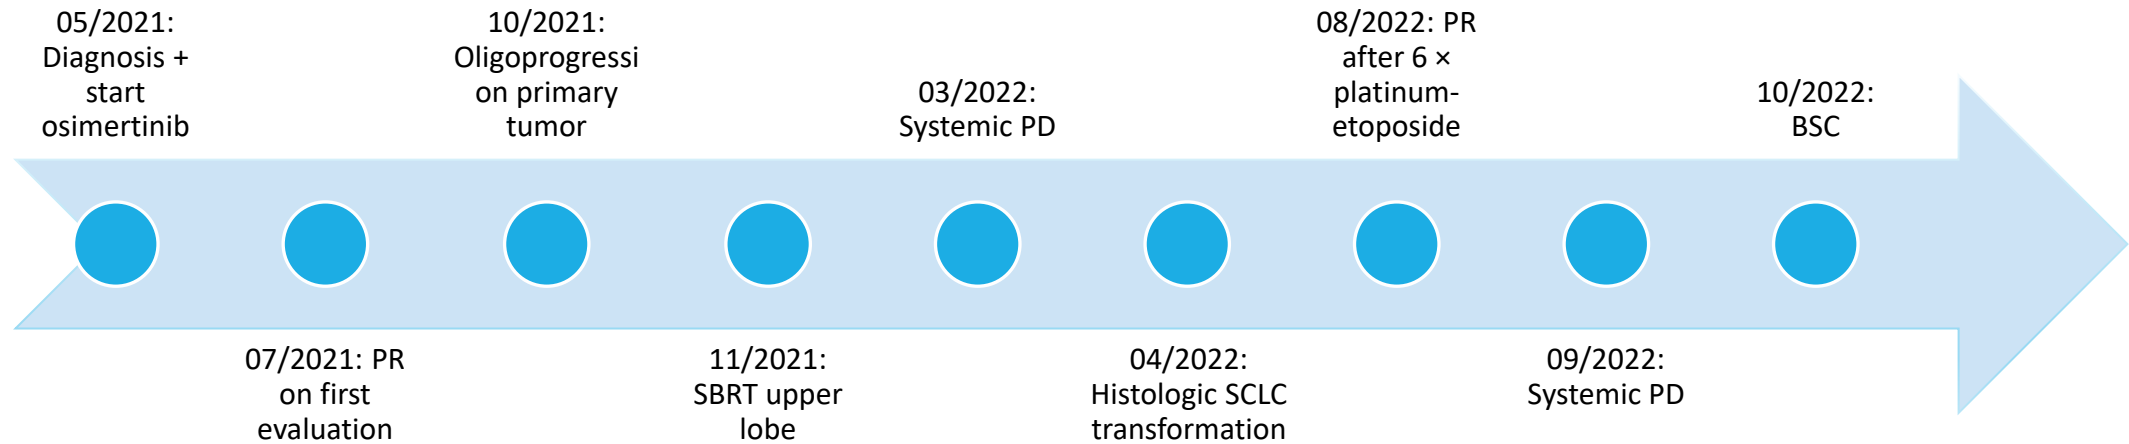 05/2021:
Diagnosis +
start
osimertinib
07/2021: PR
on first
evaluation
10/2021:
Oligoprogressi
on primary
tumor
11/2021:
SBRT upper
lobe
03/2022:
Systemic PD
04/2022:
Histologic SCLC
transformation
08/2022: PR
after 6 ×
platinum-
etoposide
09/2022:
Systemic PD
10/2022:
BSC